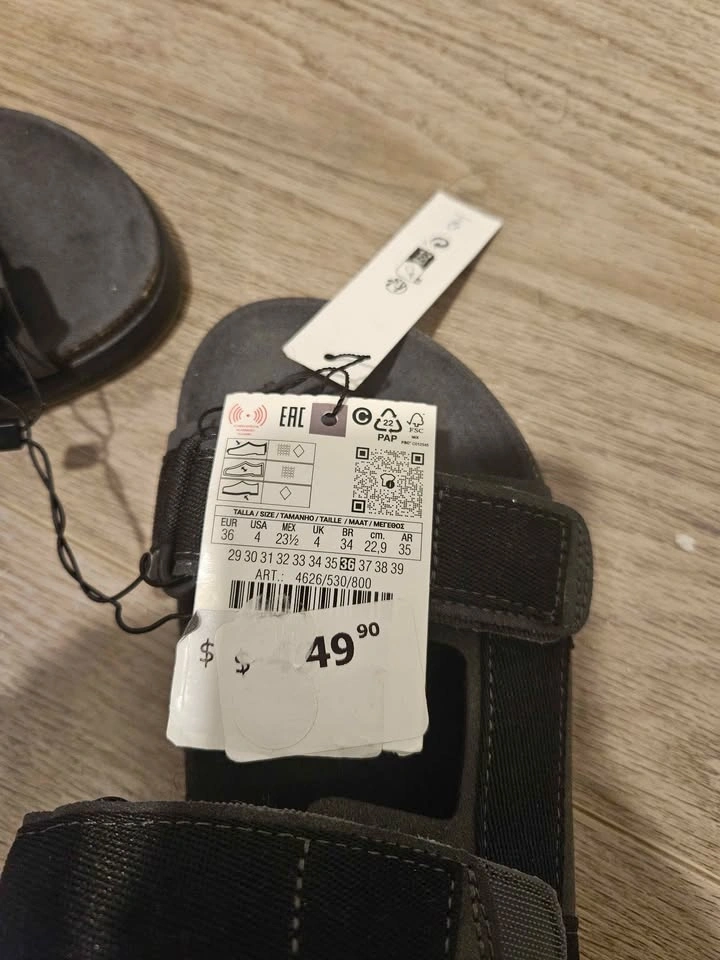 EAC
C
22
PAP
FSC
MIX
TALLA / SIZE / TAMANHO / TAILLE / MAAT / ΜΕΓΕΘΟΣ
EUR USA MEX UK BR cm. AR
36 4 23½ 4 34 22,9 35
29 30 31 32 33 34 35 36 37 38 39
ART.: 4626/530/800
$ $ 49⁹⁰